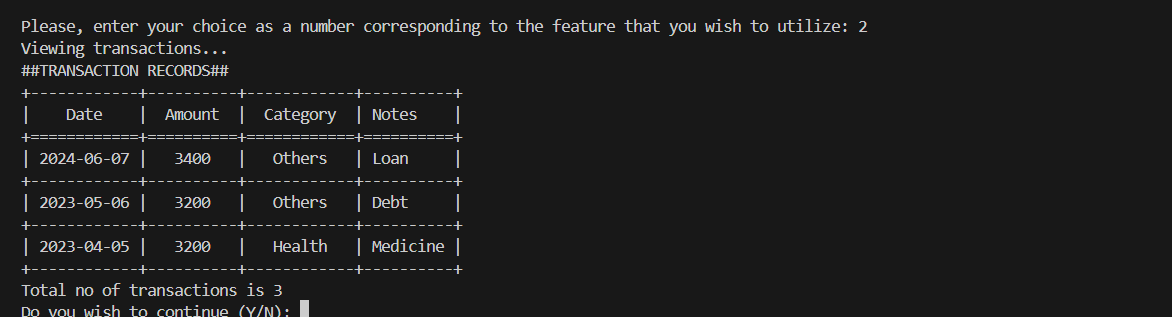 Please, enter your choice as a number corresponding to the feature that you wish to utilize: 2
Viewing transactions...
##TRANSACTION RECORDS##
+------------+----------+------------+----------+
|    Date    |  Amount  |  Category  | Notes    |
+============+==========+============+==========+
| 2024-06-07 |   3400   |   Others   | Loan     |
+------------+----------+------------+----------+
| 2023-05-06 |   3200   |   Others   | Debt     |
+------------+----------+------------+----------+
| 2023-04-05 |   3200   |   Health   | Medicine |
+------------+----------+------------+----------+
Total no of transactions is 3
Do you wish to continue (Y/N):